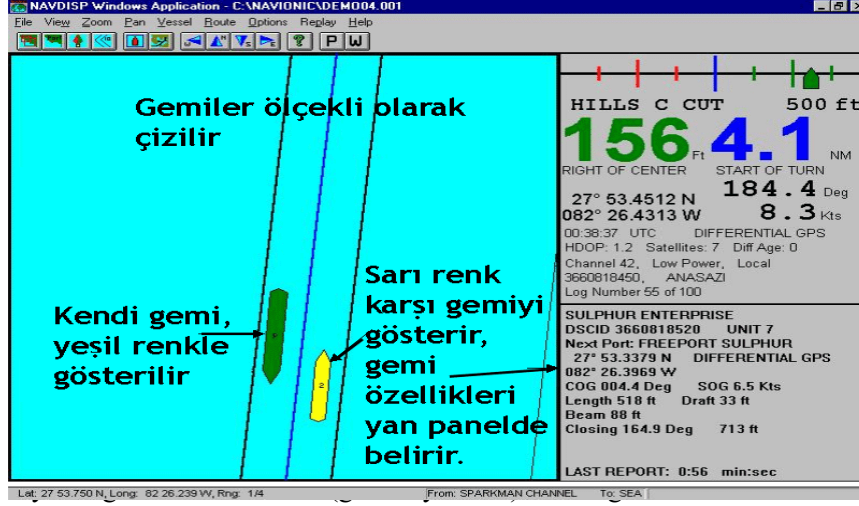 NAVDISP Windows Application - C:\NAVIONIC\DEMO04.001
File View Zoom Pan Vessel Route Options Replay Help
N S E ? P W
Gemiler ölçekli olarak
çizilir
Kendi gemi,
yeşil renkle
gösterilir
2
Sarı renk
karşı gemiyi
gösterir,
gemi
özellikleri
yan panelde
belirir.
HILLS C CUT 500 ft
156 Ft 4.1 NM
RIGHT OF CENTER START OF TURN
27° 53.4512 N 184.4 Deg
082° 26.4313 W 8.3 Kts
00:38:37 UTC DIFFERENTIAL GPS
HDOP: 1.2 Satellites: 7 Diff Age: 0
Channel 42, Low Power, Local
3660818450, ANASAZI
Log Number 55 of 100
SULPHUR ENTERPRISE
DSCID 3660818520 UNIT 7
Next Port: FREEPORT SULPHUR
27° 53.3379 N DIFFERENTIAL GPS
082° 26.3969 W
COG 004.4 Deg SOG 6.5 Kts
Length 518 ft Draft 33 ft
Beam 88 ft
Closing 164.9 Deg 713 ft
LAST REPORT: 0:56 min:sec
Lat: 27 53.750 N, Long: 82 26.239 W, Rng: 1/4 From: SPARKMAN CHANNEL To: SEA